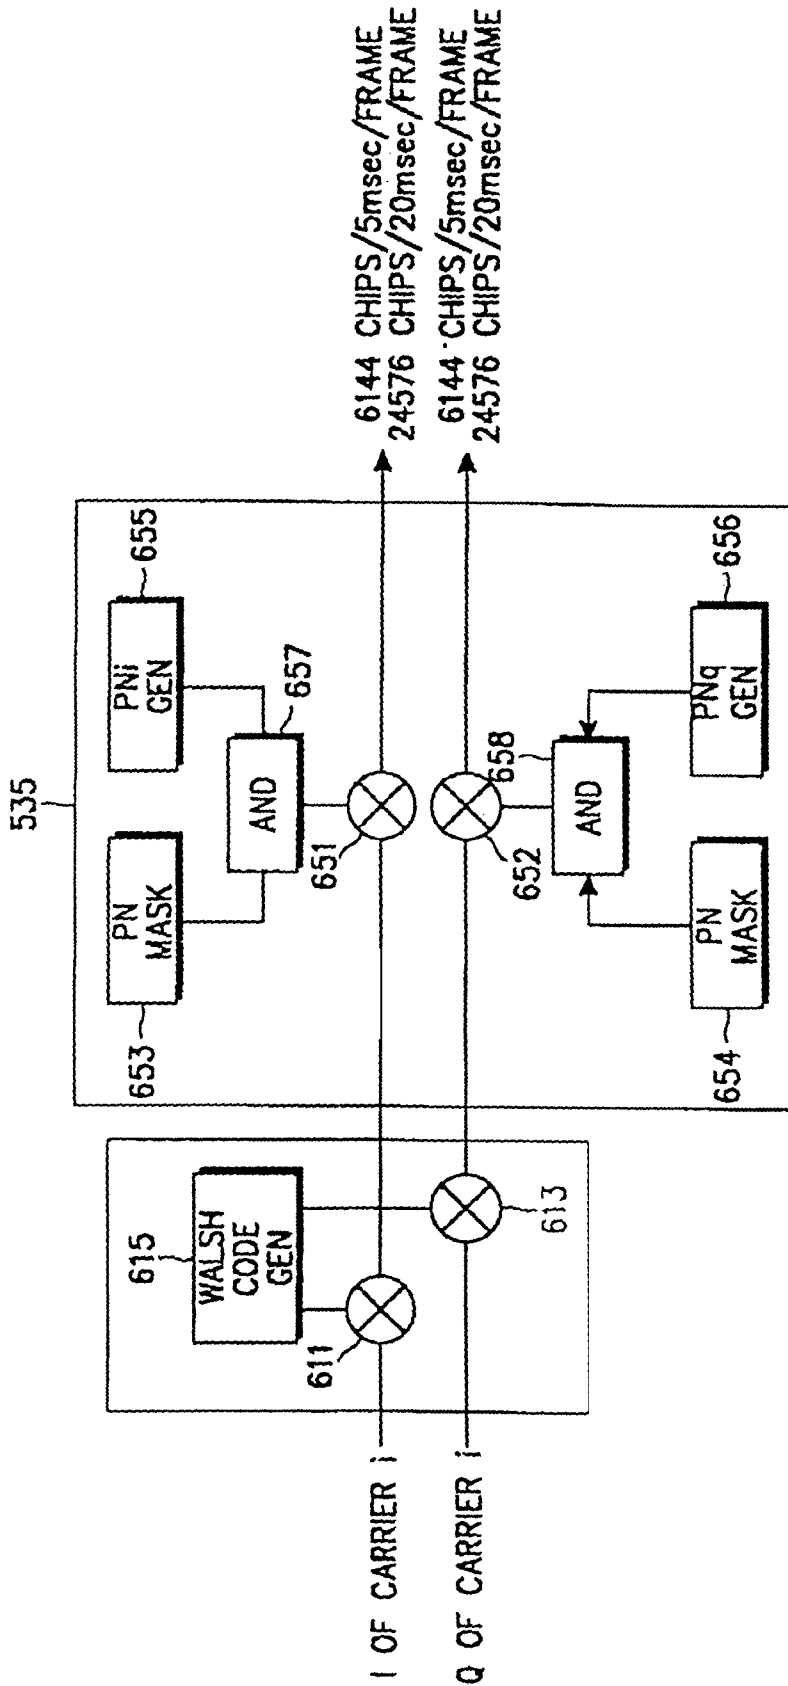 535
653
PN
MASK
PNi
GEN
655
615
WALSH
CODE
GEN
AND
657
611
651
I OF CARRIER i
6144 CHIPS/5msec/FRAME
24576 CHIPS/20msec/FRAME
Q OF CARRIER i
6144 CHIPS/5msec/FRAME
24576 CHIPS/20msec/FRAME
613
652
658
AND
654
PN
MASK
PNq
GEN
656